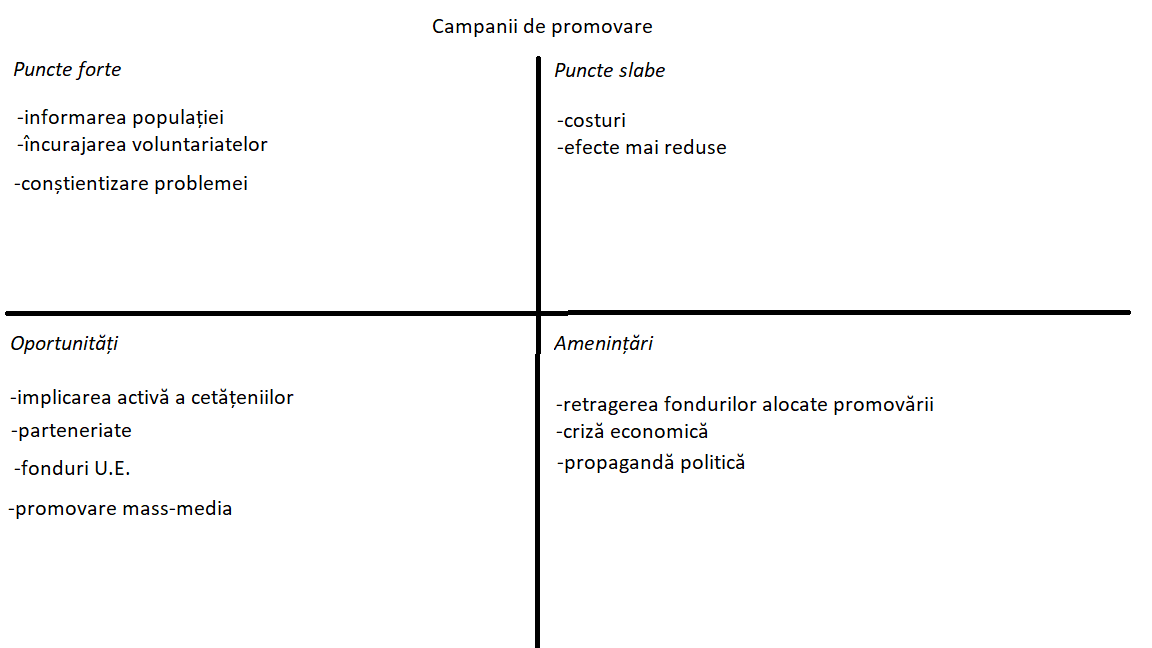 Campanii de promovare
Puncte forte
-informarea populației
-încurajarea voluntariatelor
-conștientizare problemei
Puncte slabe
-costuri
-efecte mai reduse
Oportunități
-implicarea activă a cetățeniilor
-parteneriate
-fonduri U.E.
-promovare mass-media
Amenințări
-retragerea fondurilor alocate promovării
-criză economică
-propagandă politică